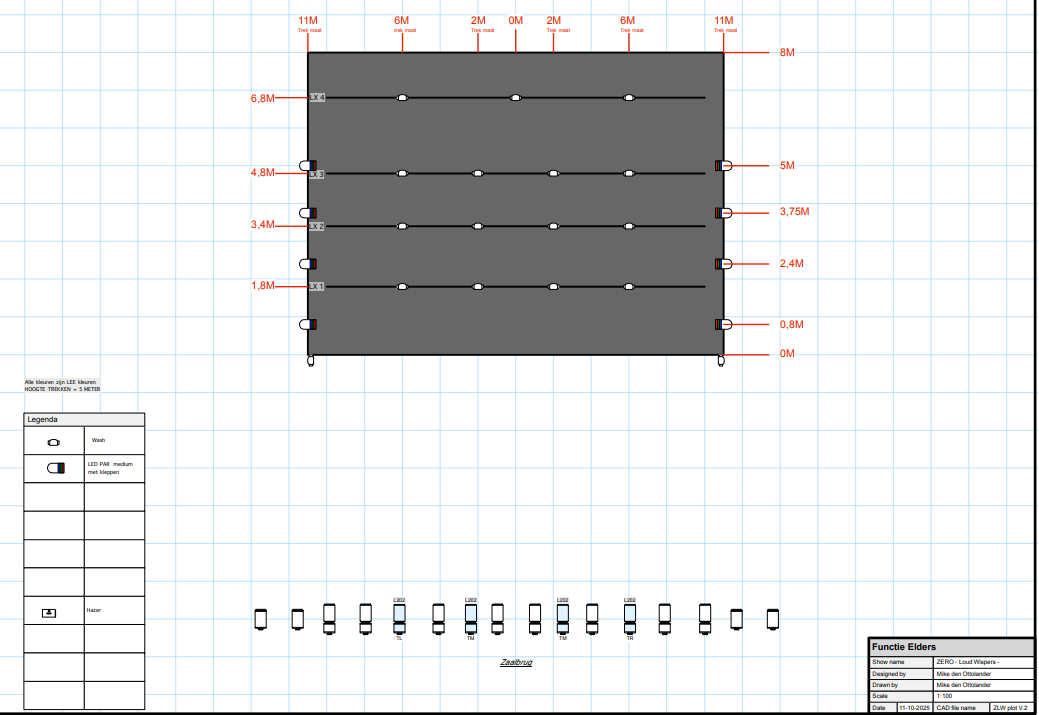 11M 6M 2M 0M 2M 6M 11M
Trek maat Trek maat Trek maat Trek maat Trek maat Trek maat
8M
6,8M LX 4
5M
4,8M LX 3
3,75M
3,4M LX 2
2,4M
1,8M LX 1
0,8M
0M
Alle kleuren zijn LEE kleuren
HOOGTE TREKKEN = 5 METER
Legenda
Wash
LED PAR medium
met kleppen
Hazer
L202 L202 L202 L202
TL TM TM TR
Zaalbrug
Functie Elders
Show name ZERO - Loud Wispers -
Designed by Mike den Ottolander
Drawn by Mike den Ottolander
Scale 1:100
Date 11-10-2025 CAD file name ZLW plot V.2